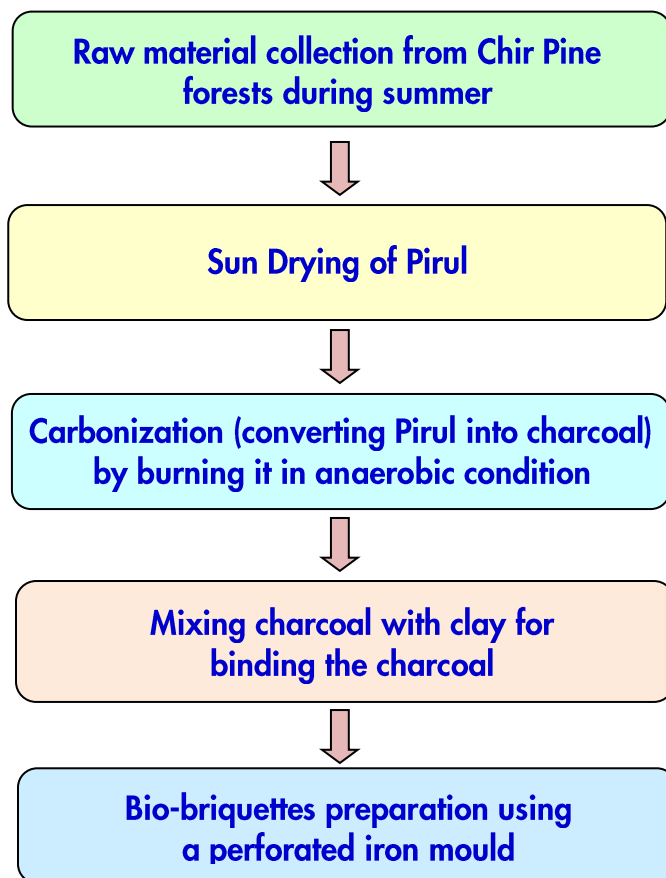 Raw material collection from Chir Pine
forests during summer
Sun Drying of Pirul
Carbonization (converting Pirul into charcoal)
by burning it in anaerobic condition
Mixing charcoal with clay for
binding the charcoal
Bio-briquettes preparation using
a perforated iron mould